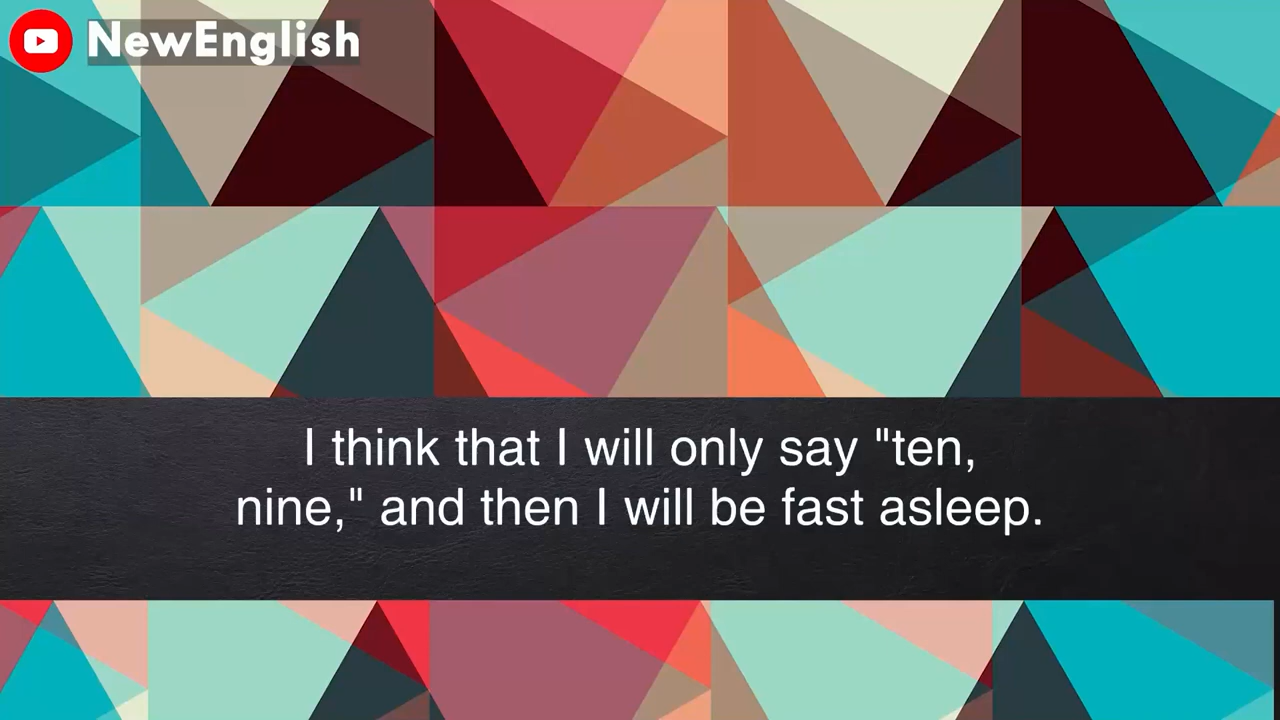 NewEnglish
I think that I will only say "ten,
nine," and then I will be fast asleep.